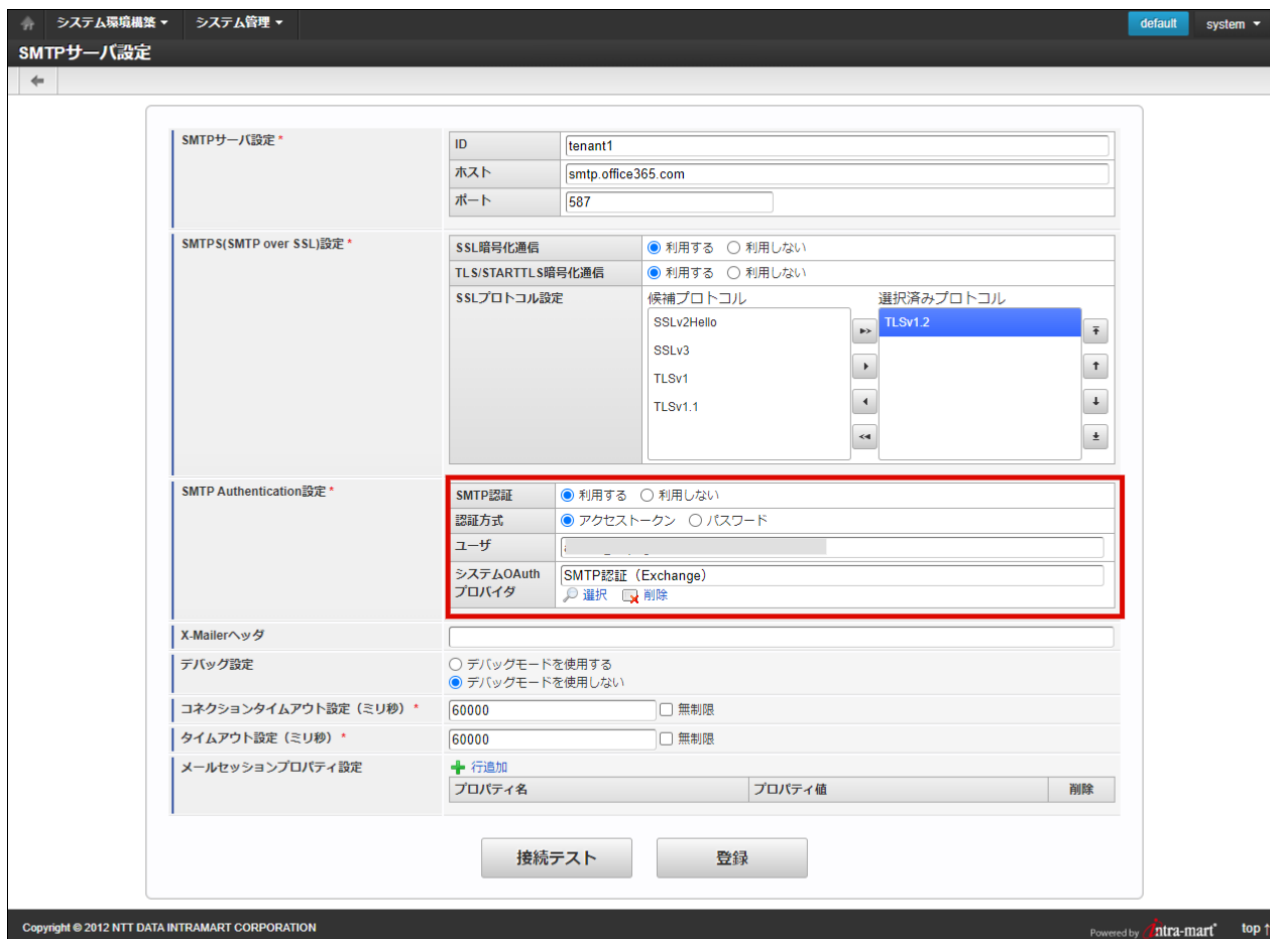 システム環境構築 システム管理 default system
SMTPサーバ設定
SMTPサーバ設定 *
ID tenant1
ホスト smtp.office365.com
ポート 587
SMTPS(SMTP over SSL)設定 *
SSL暗号化通信 利用する 利用しない
TLS/STARTTLS暗号化通信 利用する 利用しない
SSLプロトコル設定 候補プロトコル 選択済みプロトコル
SSLv2Hello TLSv1.2
SSLv3
TLSv1
TLSv1.1
SMTP Authentication設定 *
SMTP認証 利用する 利用しない
認証方式 アクセストークン パスワード
ユーザ
システムOAuth
プロバイダ
SMTP認証（Exchange）
選択 削除
X-Mailerヘッダ
デバッグ設定 デバッグモードを使用する
デバッグモードを使用しない
コネクションタイムアウト設定（ミリ秒） * 60000 無制限
タイムアウト設定（ミリ秒） * 60000 無制限
メールセッションプロパティ設定 行追加
プロパティ名 プロパティ値 削除
接続テスト 登録
Copyright © 2012 NTT DATA INTRAMART CORPORATION Powered by intra-mart top ↑